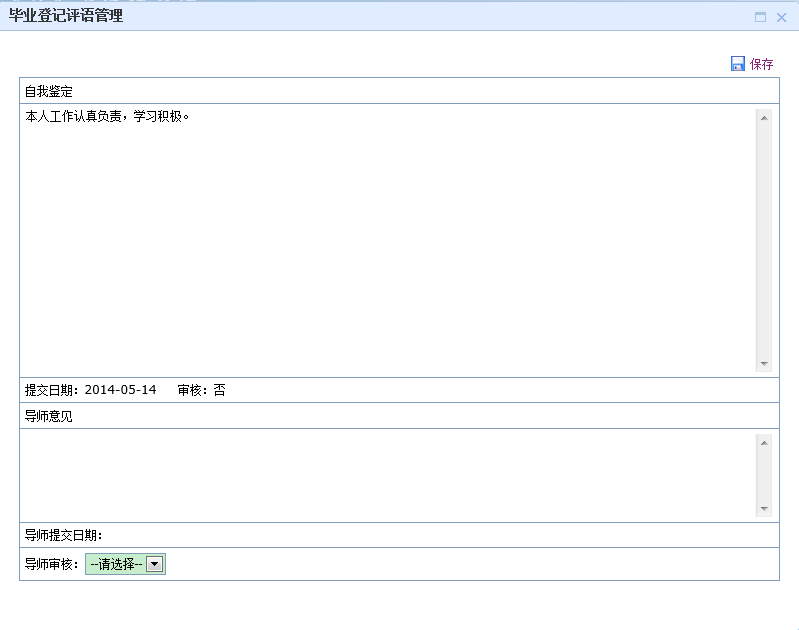 毕业登记评语管理
保存
自我鉴定
本人工作认真负责，学习积极。
提交日期：2014-05-14 审核：否
导师意见
导师提交日期：
导师审核：--请选择--